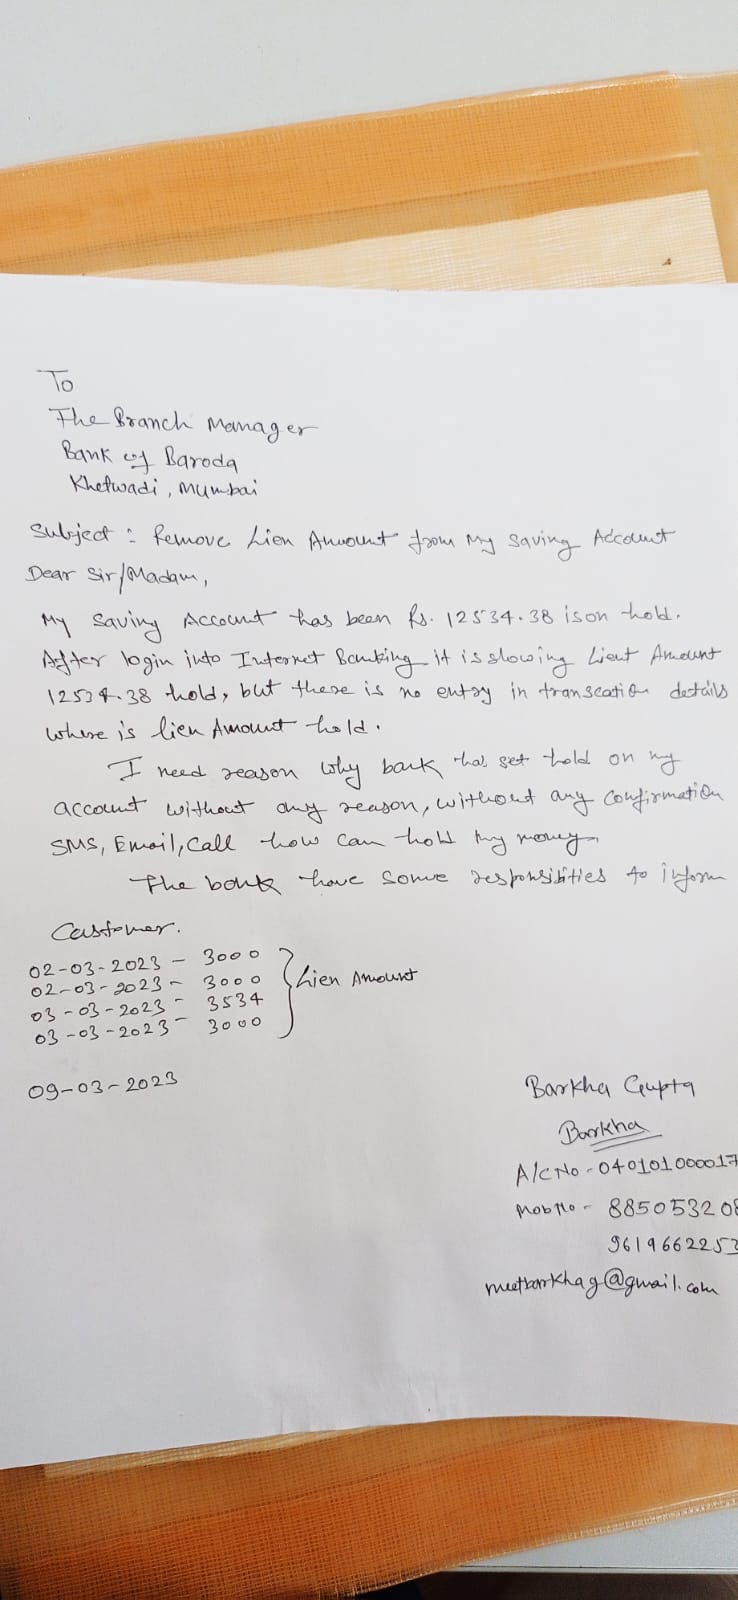 To
The Branch Manager
Bank of Baroda
Khetwadi, Mumbai
Subject : Remove Lien Amount from My Saving Account
Dear Sir/Madam,
My Saving Account has been Rs. 12534.38 is on hold.
After login into Internet Banking it is slowing Lient Amount
12534.38 hold, but there is no entry in transcation details
where is lien Amount hold.
I need reason why bank has set hold on my
account without any reason, without any confirmation
SMS, Email, Call how can hold my money.
The bank have some responsibities to inform
Customer.
02-03-2023 - 3000
02-03-2023 - 3000
03-03-2023 - 3534
03-03-2023 - 3000
Lien Amount
09-03-2023
Barkha Gupta
Barkha
A/c No - 040101000017
Mob No - 885053208
9619662253
meetbarkhag@gmail.com